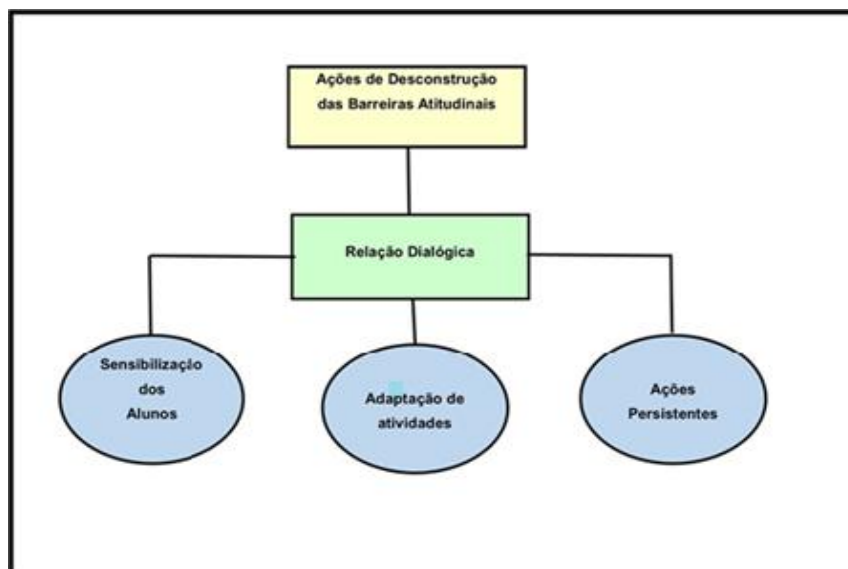 Ações de Desconstrução
das Barreiras Atitudinais
Relação Dialógica
Sensibilização
dos
Alunos
Adaptação de
atividades
Ações
Persistentes